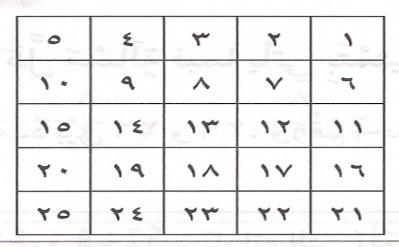 ١ ٢ ٣ ٤ ٥
٦ ٧ ٨ ٩ ١٠
١١ ١٢ ١٣ ١٤ ١٥
١٦ ١٧ ١٨ ١٩ ٢٠
٢١ ٢٢ ٢٣ ٢٤ ٢٥